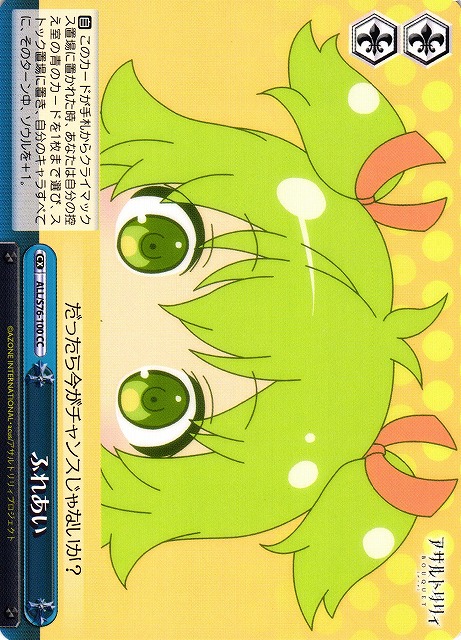 アサルトリリィ
BOUQUET
だったら今がチャンスじゃないか!?
自 このカードが手札からクライマック
ス置場に置かれた時、あなたは自分の控
え室の青のカードを1枚まで選び、ス
トック置場に置き、自分のキャラすべて
に、そのターン中、ソウルを+1。
CX ALL/S76-100 CC
ふれあい
©AZONE INTERNATIONAL・acus/アサルトリリィプロジェクト